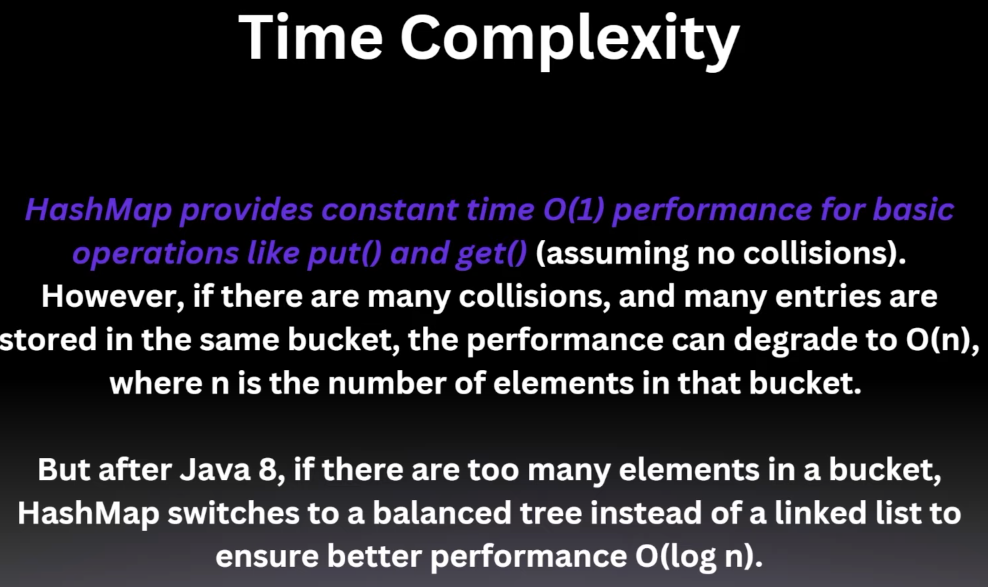 Time Complexity
HashMap provides constant time O(1) performance for basic
operations like put() and get() (assuming no collisions).
However, if there are many collisions, and many entries are
stored in the same bucket, the performance can degrade to O(n),
where n is the number of elements in that bucket.
But after Java 8, if there are too many elements in a bucket,
HashMap switches to a balanced tree instead of a linked list to
ensure better performance O(log n).